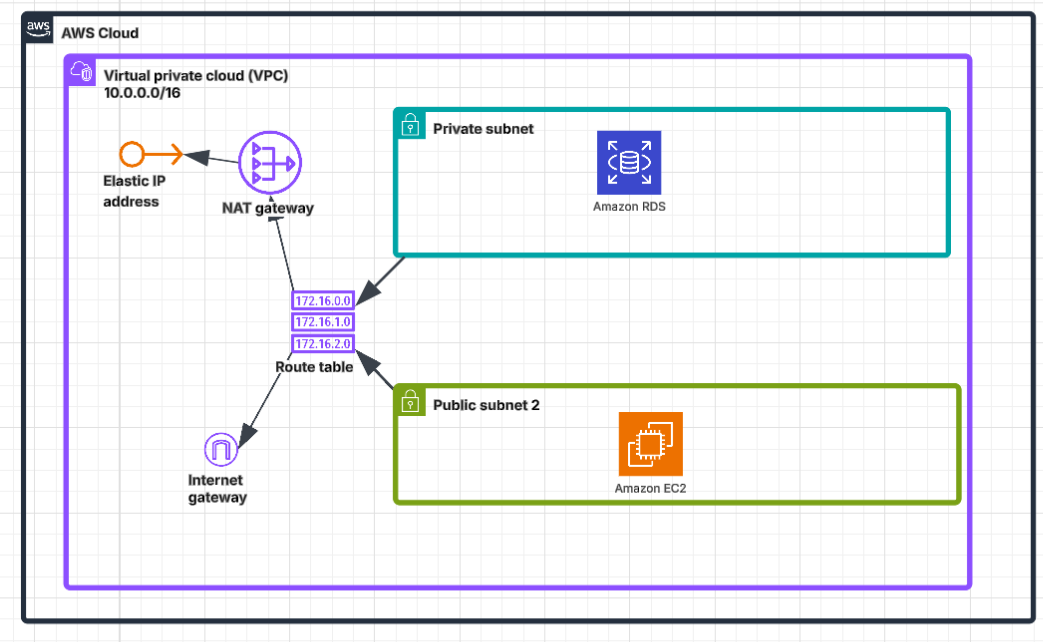 aws
AWS Cloud
Virtual private cloud (VPC)
10.0.0.0/16
Private subnet
Amazon RDS
Elastic IP
address
NAT gateway
172.16.0.0
172.16.1.0
172.16.2.0
Route table
Public subnet 2
Amazon EC2
Internet
gateway